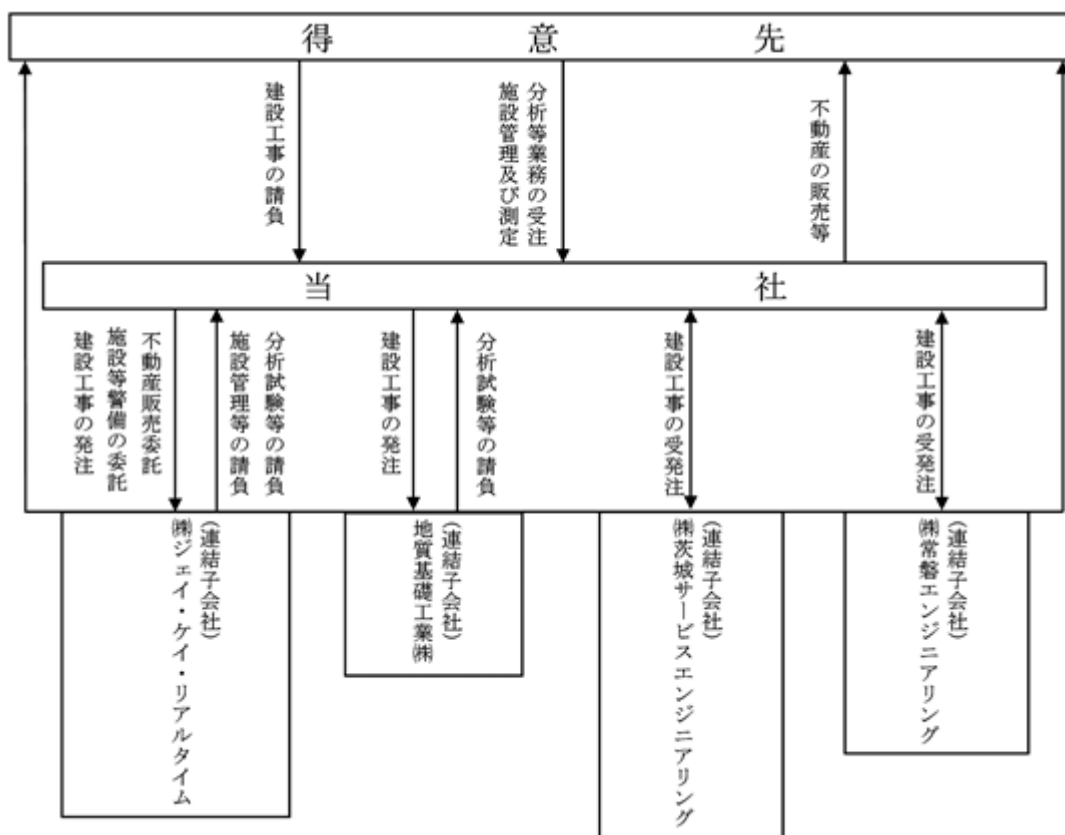 得意先
建設工事の請負
分析等業務の受注
施設管理及び測定
不動産の販売等
当社
不動産販売委託
施設等警備の委託
建設工事の発注
分析試験等の請負
施設管理等の請負
建設工事の発注
分析試験等の請負
建設工事の受発注
建設工事の受発注
(連結子会社)
㈱ジェイ・ケイ・リアルタイム
(連結子会社)
地質基礎工業㈱
(連結子会社)
㈱茨城サービスエンジニアリング
(連結子会社)
㈱常磐エンジニアリング